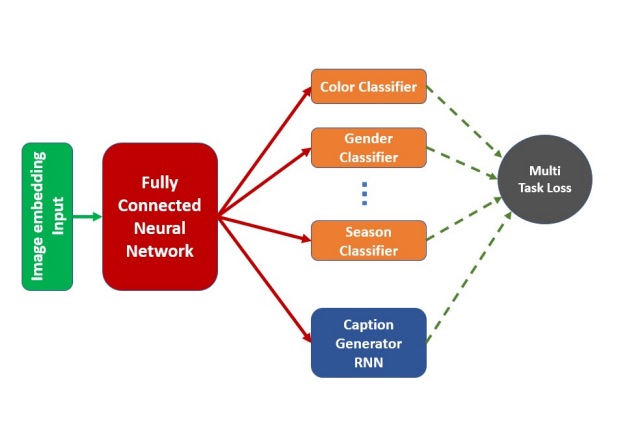 Image embedding
Input
Fully
Connected
Neural
Network
Color Classifier
Gender
Classifier
Season
Classifier
Caption
Generator
RNN
Multi
Task Loss